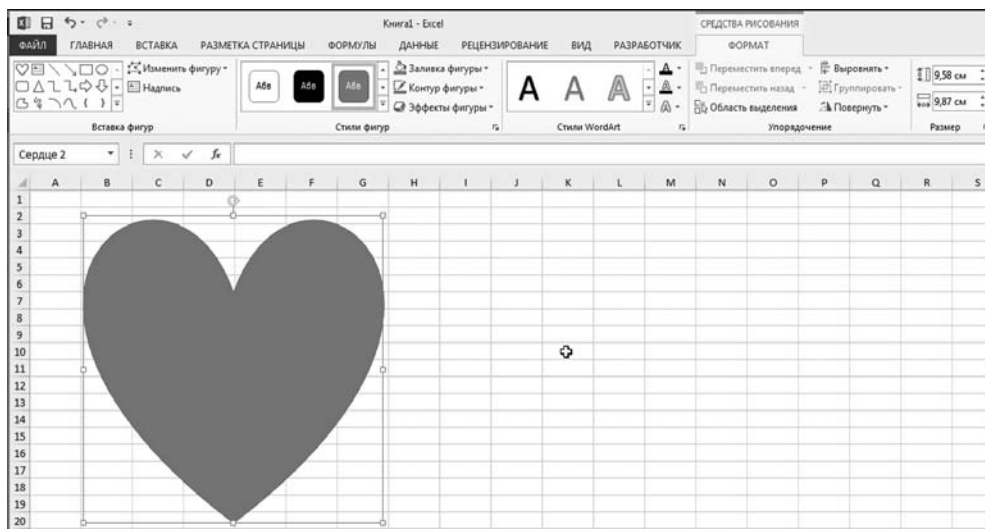 Книга1 - Excel
СРЕДСТВА РИСОВАНИЯ
ФАЙЛ ГЛАВНАЯ ВСТАВКА РАЗМЕТКА СТРАНИЦЫ ФОРМУЛЫ ДАННЫЕ РЕЦЕНЗИРОВАНИЕ ВИД РАЗРАБОТЧИК ФОРМАТ
Изменить фигуру
Надпись
Вставка фигур
Абв Абв Абв
Заливка фигуры
Контур фигуры
Эффекты фигуры
Стили фигур
A A A
A
A
A
Стили WordArt
Переместить вперед
Переместить назад
Область выделения
Выровнять
Группировать
Повернуть
Упорядочение
9,58 см
9,87 см
Размер
Сердце 2
fx
A B C D E F G H I J K L M N O P Q R S
1
2
3
4
5
6
7
8
9
10
11
12
13
14
15
16
17
18
19
20